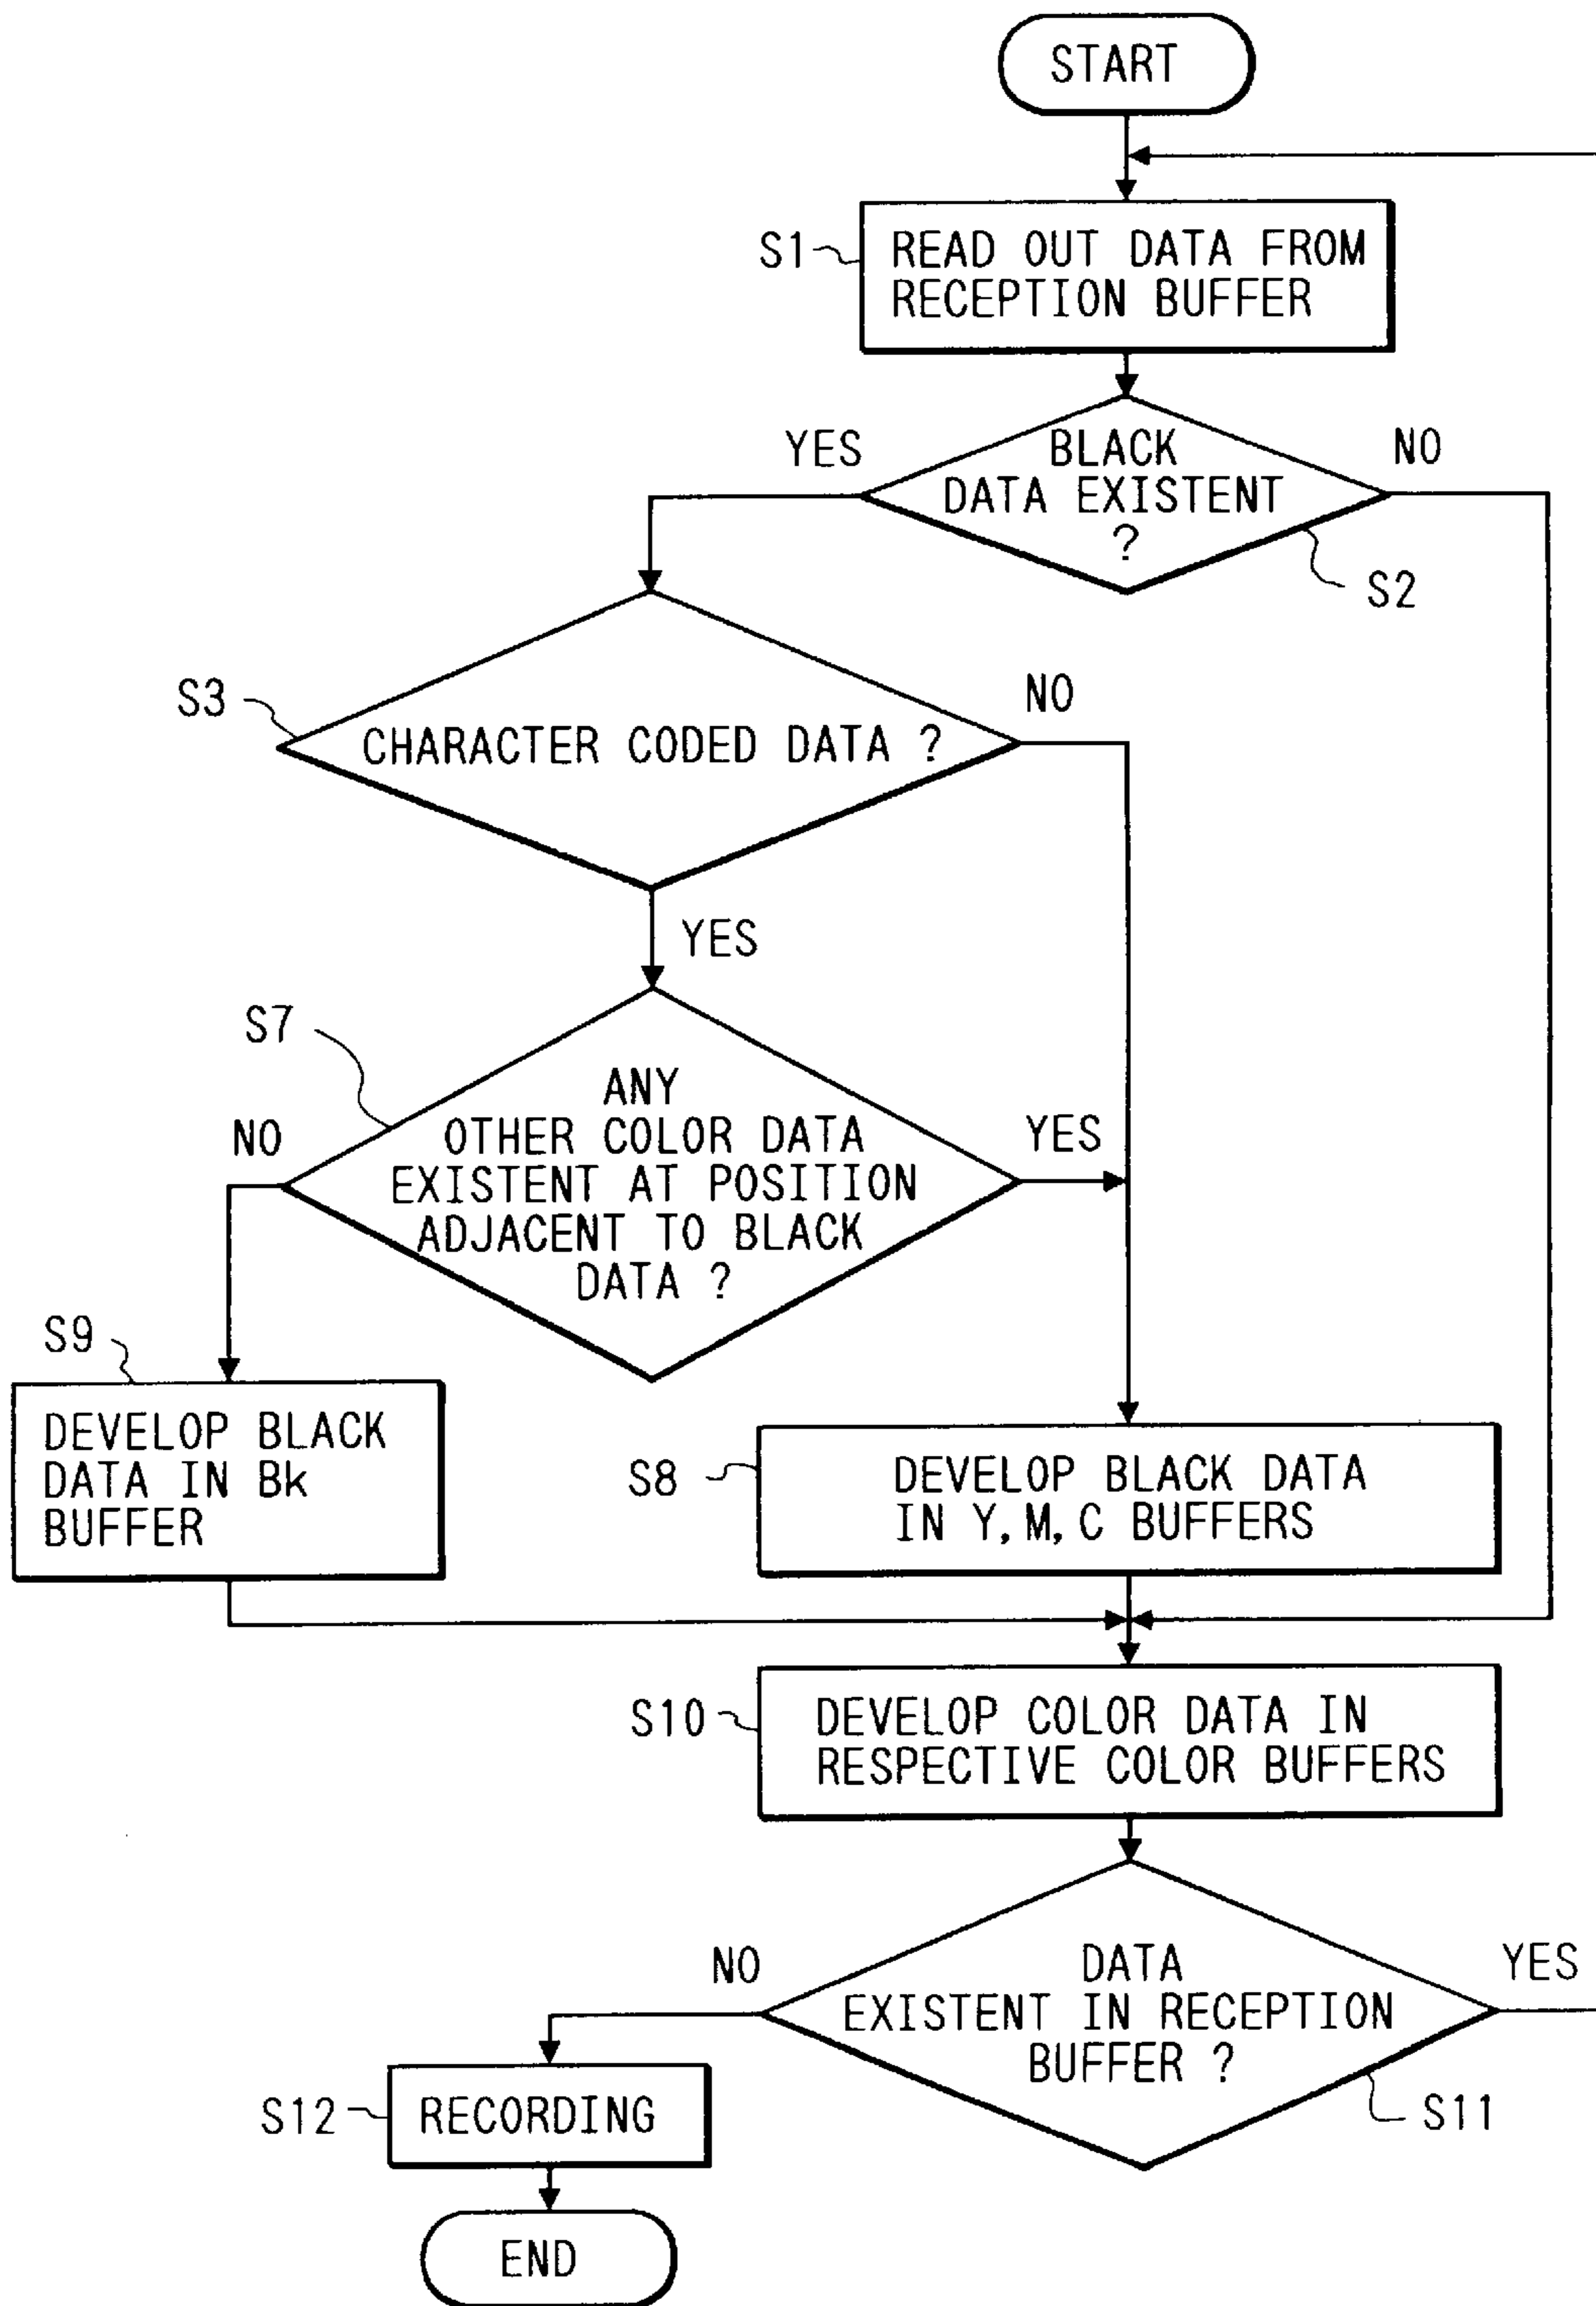 START
S1
READ OUT DATA FROM
RECEPTION BUFFER
YES
BLACK
DATA EXISTENT
?
NO
S2
S3
CHARACTER CODED DATA ?
NO
YES
S7
ANY
OTHER COLOR DATA
EXISTENT AT POSITION
ADJACENT TO BLACK
DATA ?
NO
YES
S9
DEVELOP BLACK
DATA IN Bk
BUFFER
S8
DEVELOP BLACK DATA
IN Y, M, C BUFFERS
S10
DEVELOP COLOR DATA IN
RESPECTIVE COLOR BUFFERS
NO
DATA
EXISTENT IN RECEPTION
BUFFER ?
YES
S11
S12
RECORDING
END